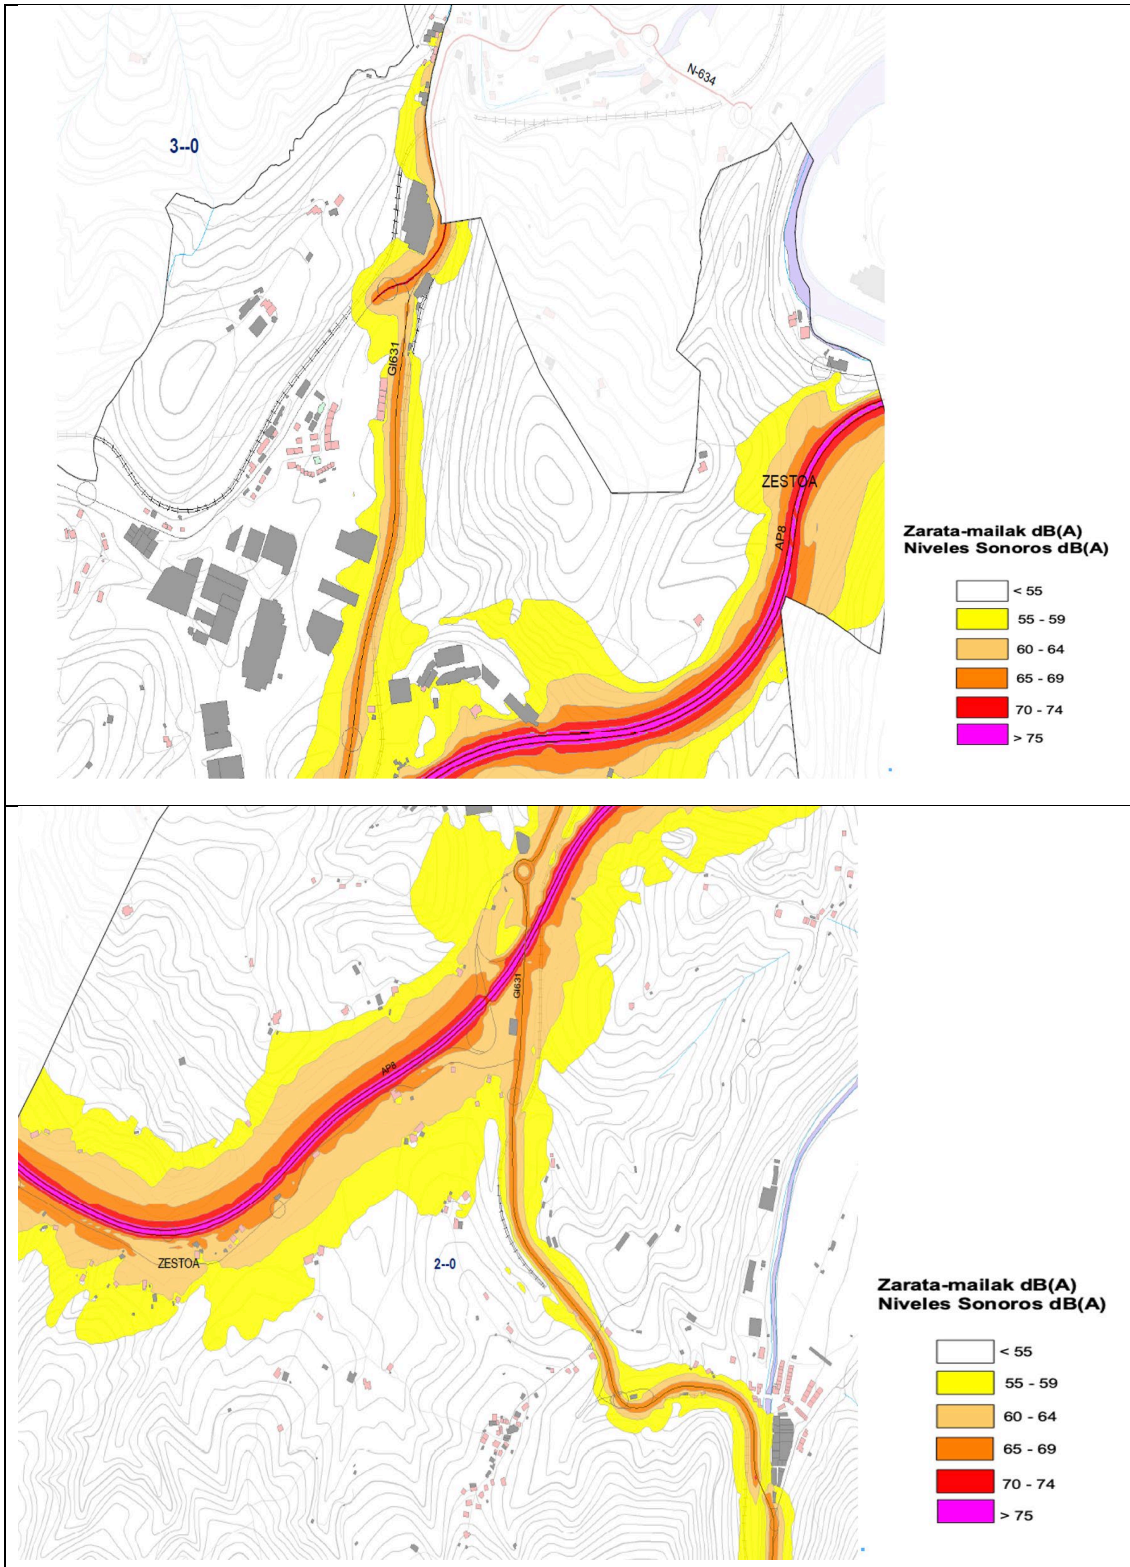 N-634
3--0
GI631
ZESTOA
AP8
Zarata-mailak dB(A)
Niveles Sonoros dB(A)
< 55
55 - 59
60 - 64
65 - 69
70 - 74
> 75
GI631
AP8
ZESTOA
2--0
Zarata-mailak dB(A)
Niveles Sonoros dB(A)
< 55
55 - 59
60 - 64
65 - 69
70 - 74
> 75